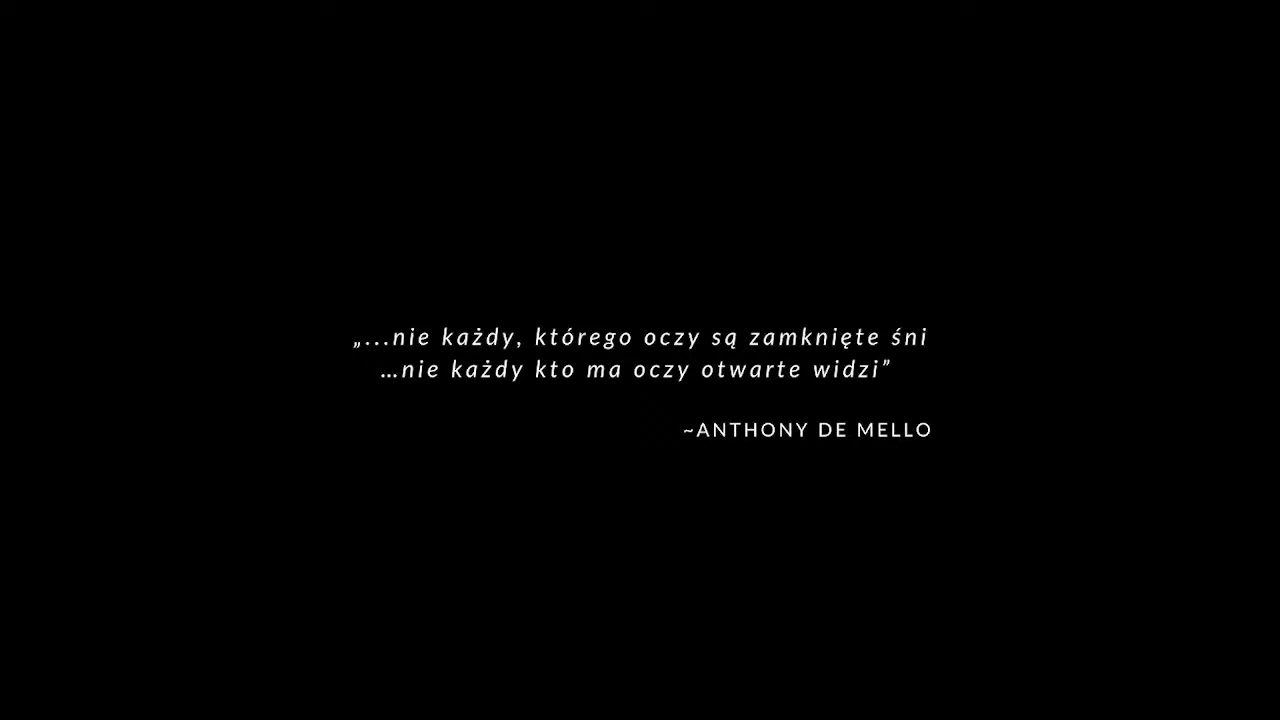 „...nie każdy, którego oczy są zamknięte śni
...nie każdy kto ma oczy otwarte widzi”
~ANTHONY DE MELLO